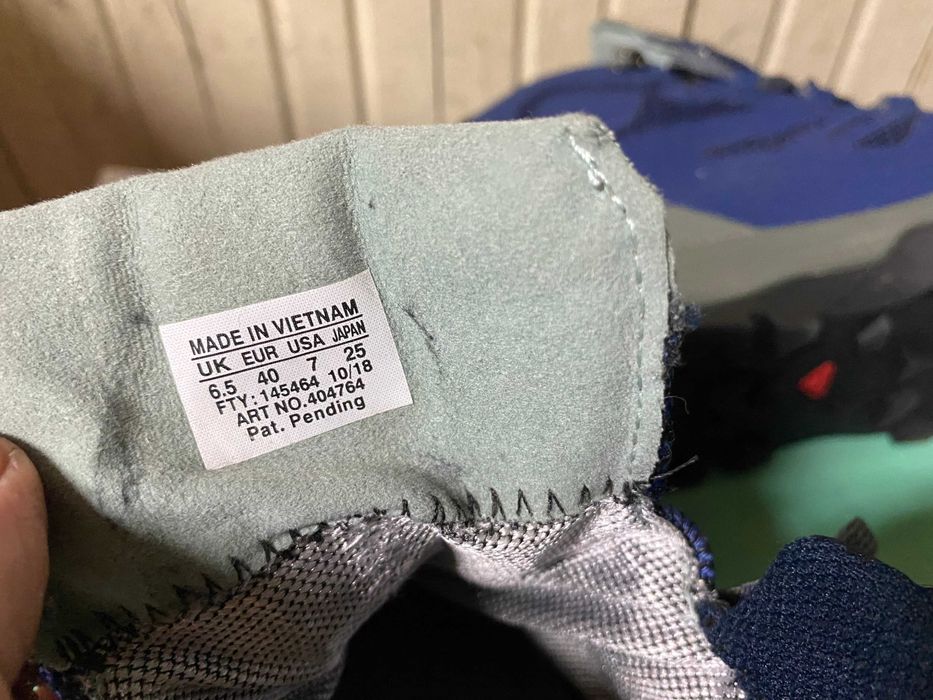 MADE IN VIETNAM
UK EUR USA JAPAN
6.5 40 7 25
FTY: 145464 10/18
ART NO.404764
Pat. Pending